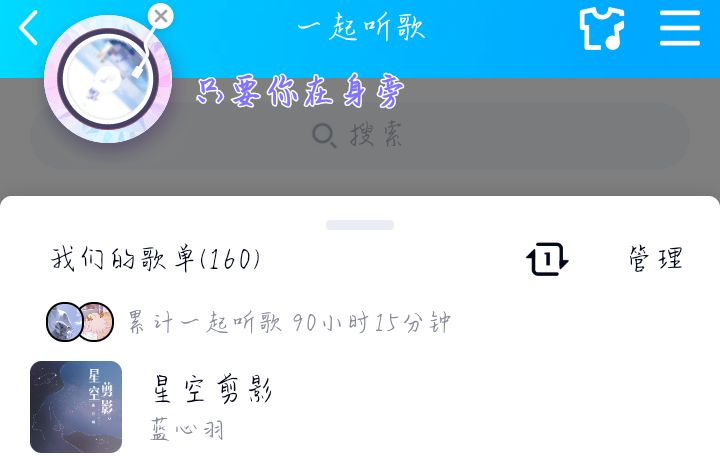 一起听歌
只要你在身旁
搜索
我们的歌单(160)
1
管理
累计一起听歌 90小时15分钟
星空剪影
星空剪影
蓝心羽